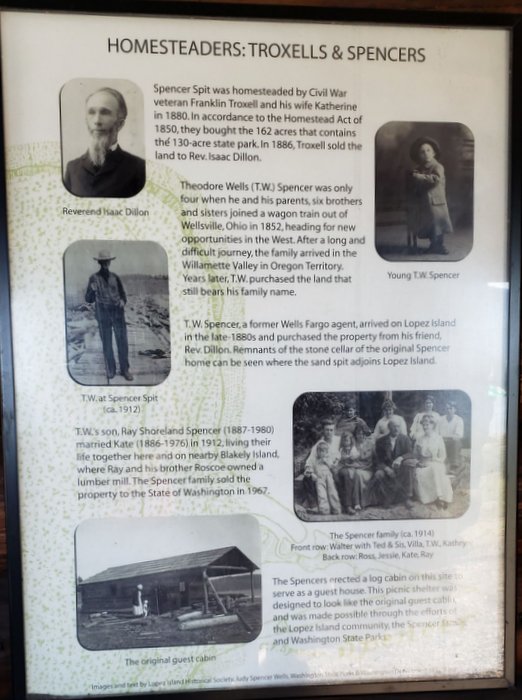 HOMESTEADERS: TROXELLS & SPENCERS
Spencer Spit was homesteaded by Civil War
veteran Franklin Troxell and his wife Katherine
in 1880. In accordance to the Homestead Act of
1850, they bought the 162 acres that contains
the 130-acre state park. In 1886, Troxell sold the
land to Rev. Isaac Dillon.
Reverend Isaac Dillon
Theodore Wells (T.W.) Spencer was only
four when he and his parents, six brothers
and sisters joined a wagon train out of
Wellsville, Ohio in 1852, heading for new
opportunities in the West. After a long and
difficult journey, the family arrived in the
Willamette Valley in Oregon Territory.
Years later, T.W. purchased the land that
still bears his family name.
Young T.W. Spencer
T.W. Spencer, a former Wells Fargo agent, arrived on Lopez Island
in the late-1880s and purchased the property from his friend,
Rev. Dillon. Remnants of the stone cellar of the original Spencer
home can be seen where the sand spit adjoins Lopez Island.
T.W. at Spencer Spit
(ca. 1912)
T.W.'s son, Ray Shoreland Spencer (1887-1980)
married Kate (1886-1976) in 1912, living their
life together here and on nearby Blakely Island,
where Ray and his brother Roscoe owned a
lumber mill. The Spencer family sold the
property to the State of Washington in 1967.
The Spencer family (ca. 1914)
Front row: Walter with Ted & Sis, Villa, T.W., Kathryn
Back row: Ross, Jessie, Kate, Ray
The Spencers erected a log cabin on this site to
serve as a guest house. This picnic shelter was
designed to look like the original guest cabin,
and was made possible through the efforts of
the Lopez Island community, the Spencer family
and Washington State Parks.
The original guest cabin
Images and text by Lopez Island Historical Society, Judy Spencer Wells, Washington State Parks &